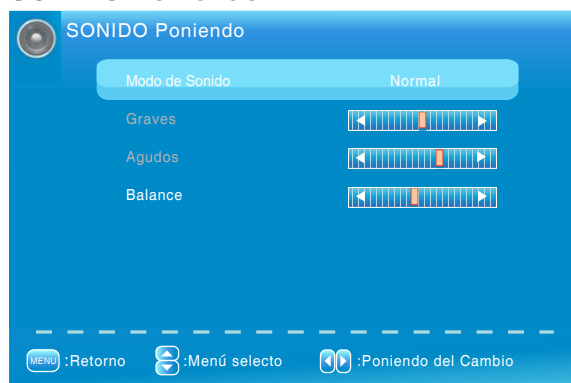 SONIDO Poniendo
Modo de Sonido Normal
Graves
Agudos
Balance
MENU :Retorno :Menú selecto :Poniendo del Cambio